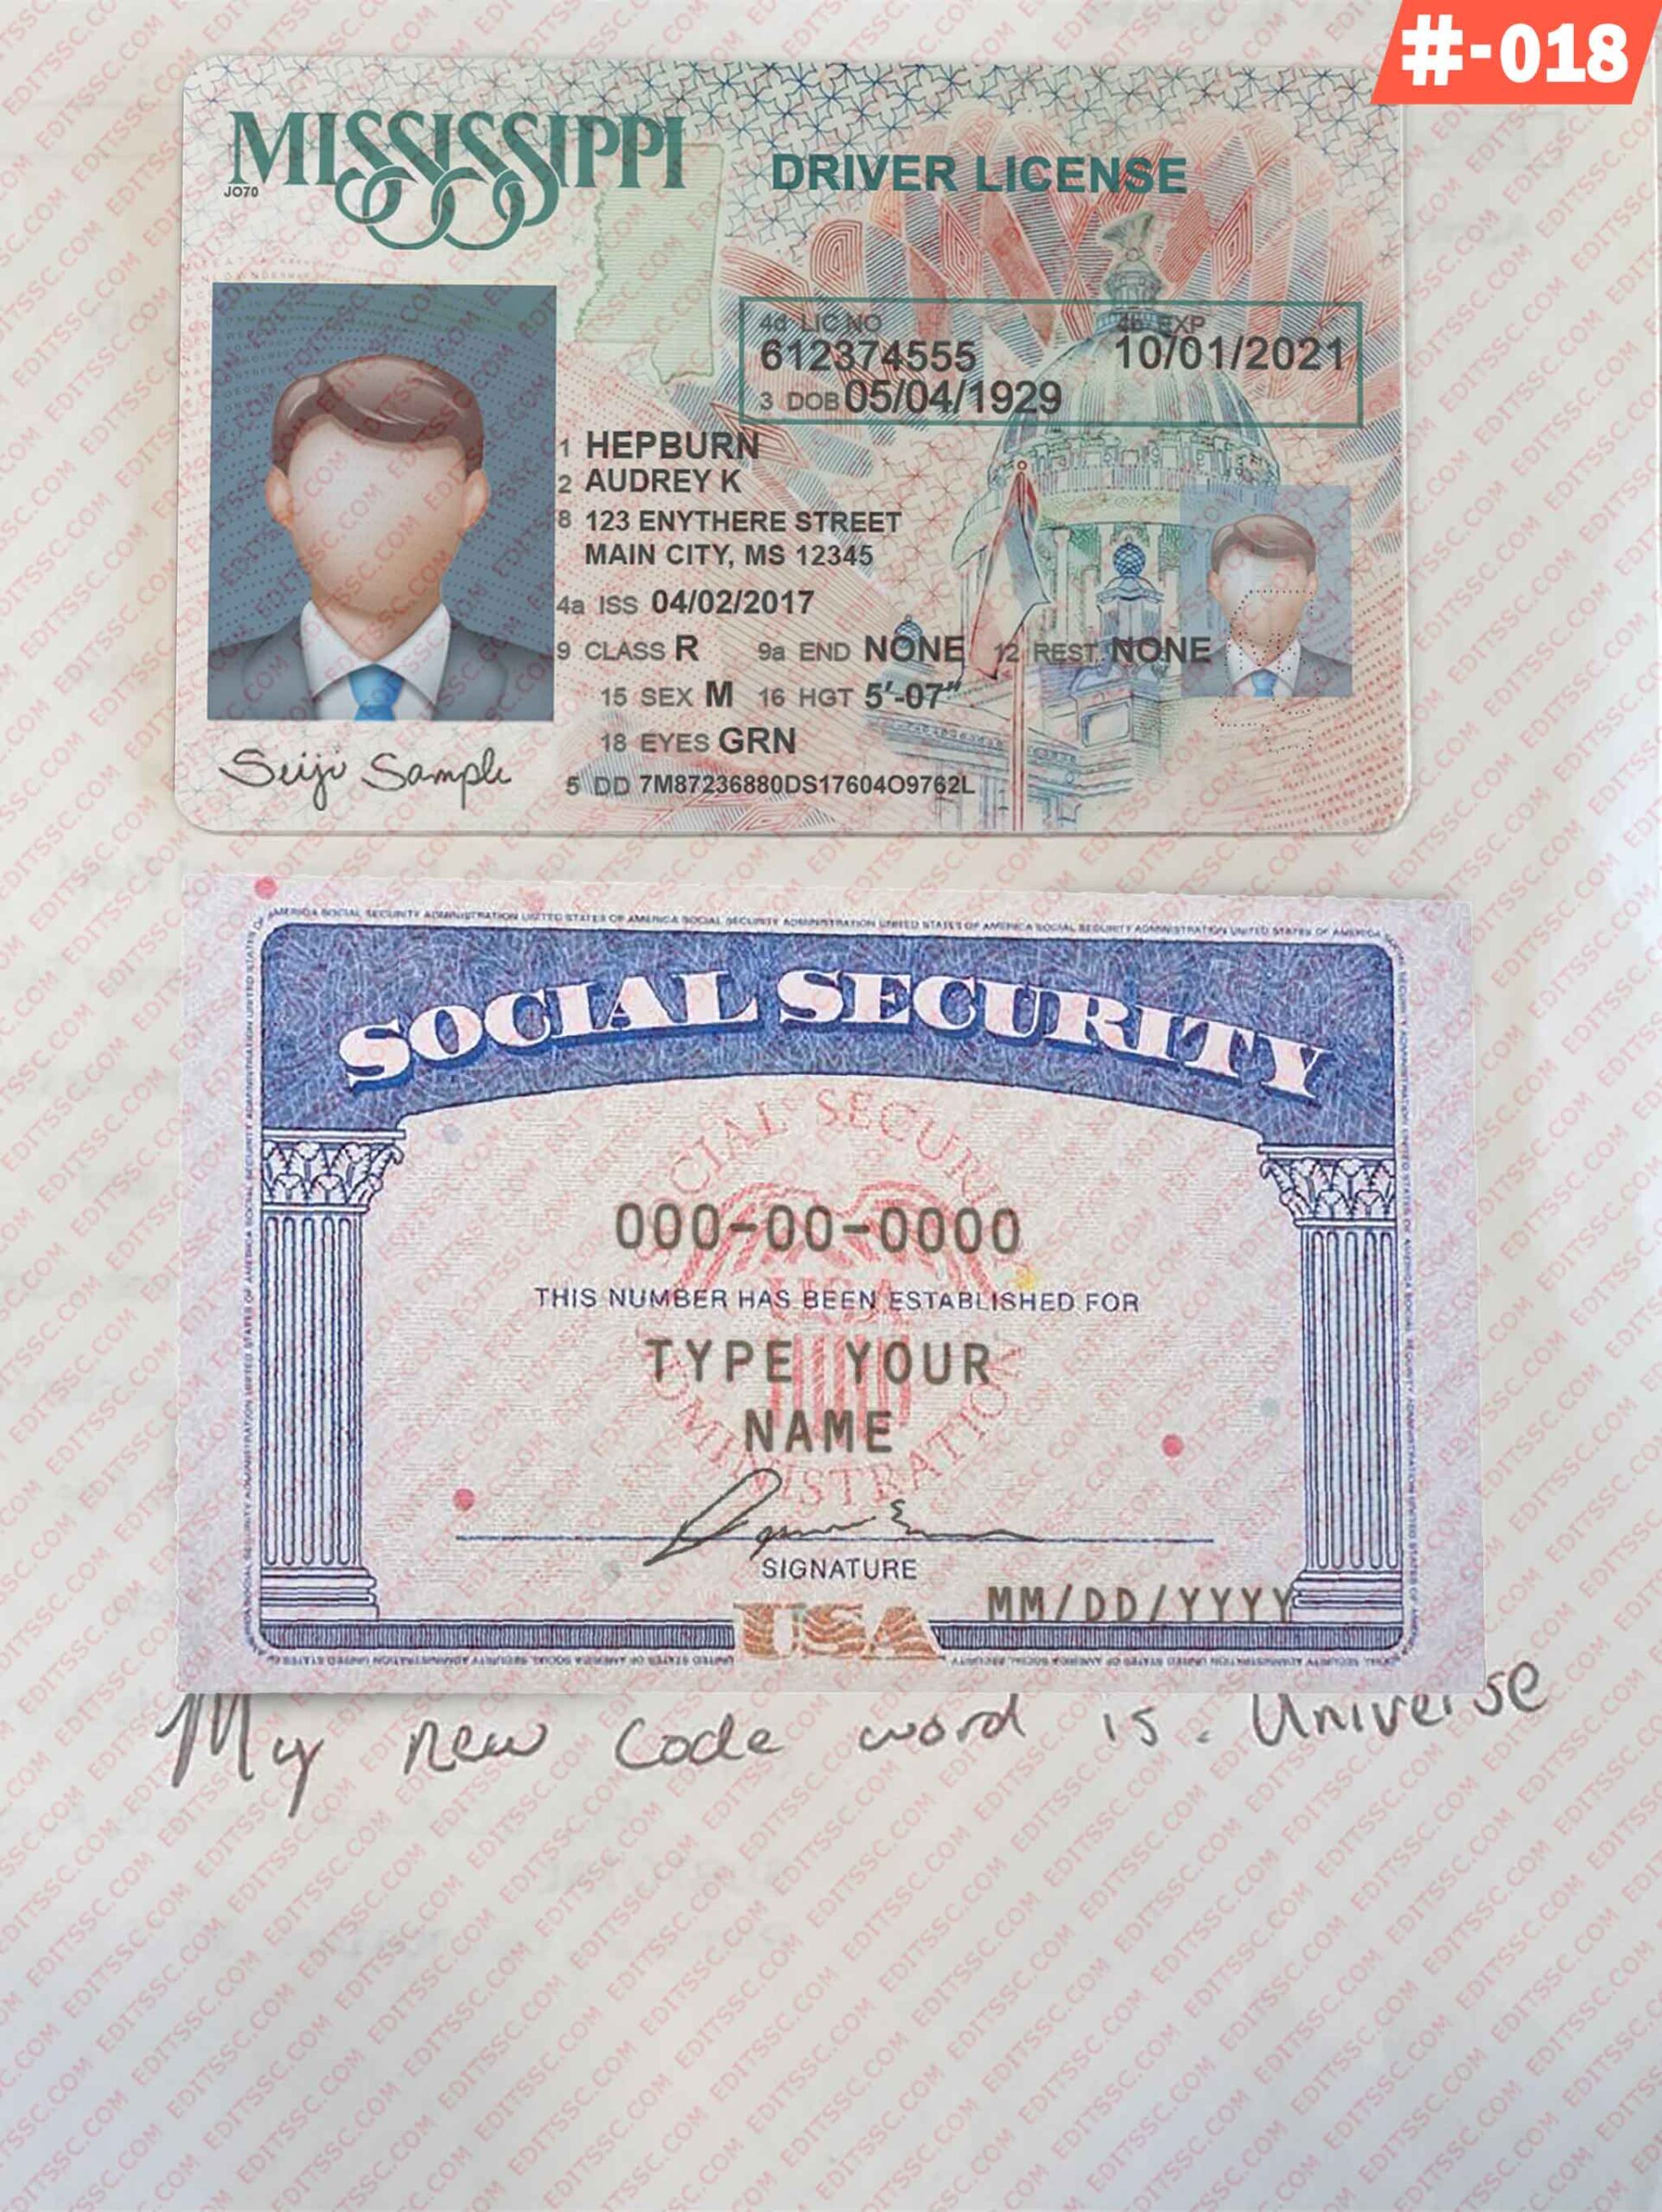 #-018
MISSISSIPPI
JO70
DRIVER LICENSE
4d LIC NO
4b EXP
612374555
10/01/2021
3 DOB 05/04/1929
1 HEPBURN
2 AUDREY K
8 123 ENYTHERE STREET
MAIN CITY, MS 12345
4a ISS 04/02/2017
9 CLASS R 9a END NONE 12 REST NONE
15 SEX M 16 HGT 5'-07"
18 EYES GRN
5 DD 7M87236880DS17604O9762L
Seiji Sample
SOCIAL SECURITY
SOCIAL SECURITY
ADMINISTRATION
USA
000-00-0000
THIS NUMBER HAS BEEN ESTABLISHED FOR
TYPE YOUR
NAME
SIGNATURE
MM/DD/YYYY
USA
My new code word is. Universe
EDITSSC.COM